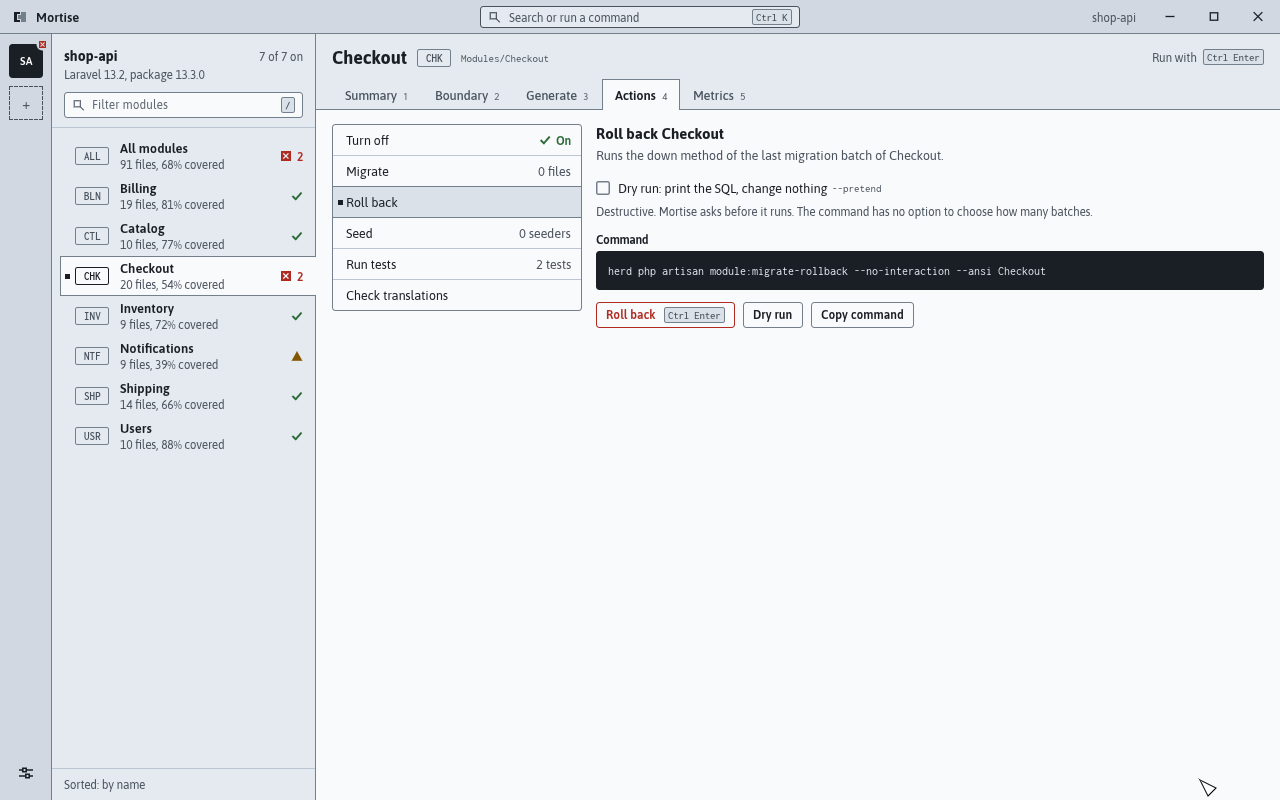 Mortise
Search or run a command Ctrl K
shop-api
SA
+
shop-api 7 of 7 on
Laravel 13.2, package 13.3.0
Filter modules /
ALL All modules 2
91 files, 68% covered
BLN Billing
19 files, 81% covered
CTL Catalog
10 files, 77% covered
CHK Checkout 2
20 files, 54% covered
INV Inventory
9 files, 72% covered
NTF Notifications
9 files, 39% covered
SHP Shipping
14 files, 66% covered
USR Users
10 files, 88% covered
Sorted: by name
Checkout CHK Modules/Checkout
Run with Ctrl Enter
Summary 1 Boundary 2 Generate 3 Actions 4 Metrics 5
Turn off On
Migrate 0 files
Roll back
Seed 0 seeders
Run tests 2 tests
Check translations
Roll back Checkout
Runs the down method of the last migration batch of Checkout.
Dry run: print the SQL, change nothing --pretend
Destructive. Mortise asks before it runs. The command has no option to choose how many batches.
Command
herd php artisan module:migrate-rollback --no-interaction --ansi Checkout
Roll back Ctrl Enter Dry run Copy command